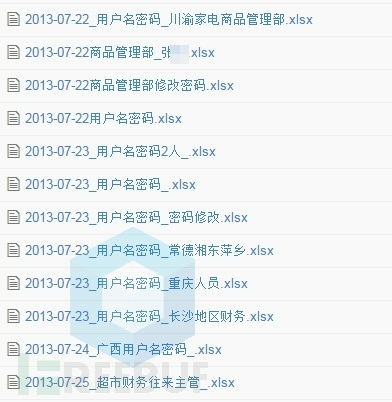 2013-07-22_用户名密码_川渝家电商品管理部.xlsx
2013-07-22商品管理部_张.xlsx
2013-07-22商品管理部修改密码.xlsx
2013-07-22用户名密码.xlsx
2013-07-23_用户名密码2人_.xlsx
2013-07-23_用户名密码_.xlsx
2013-07-23_用户名密码_密码修改.xlsx
2013-07-23_用户名密码_常德湘东萍乡.xlsx
2013-07-23_用户名密码_重庆人员.xlsx
2013-07-23_用户名密码_长沙地区财务.xlsx
2013-07-24_广西用户名密码_.xlsx
2013-07-25_超市财务往来主管_.xlsx
FREEBUF